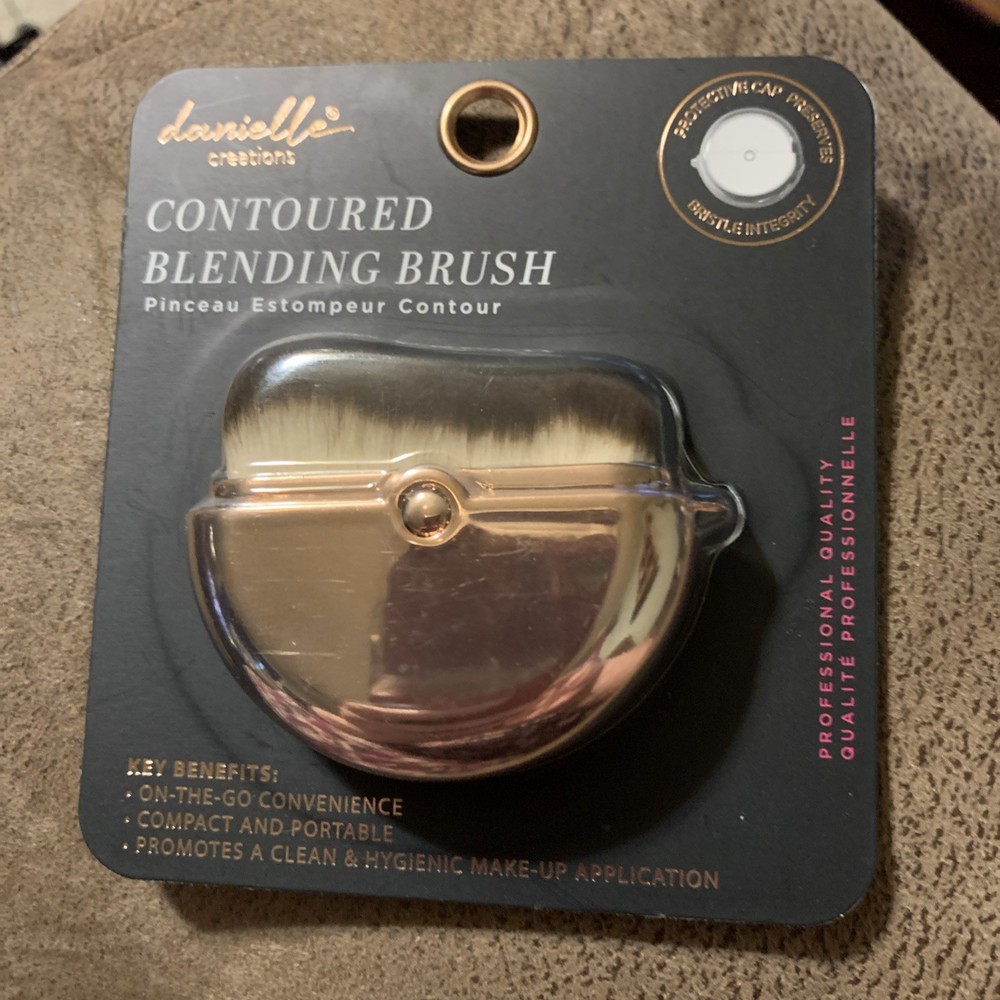 danielle®
creations
PROTECTIVE CAP PRESERVES
BRISTLE INTEGRITY
CONTOURED
BLENDING BRUSH
Pinceau Estompeur Contour
PROFESSIONAL QUALITY
QUALITÉ PROFESSIONNELLE
KEY BENEFITS:
• ON-THE-GO CONVENIENCE
• COMPACT AND PORTABLE
• PROMOTES A CLEAN & HYGIENIC MAKE-UP APPLICATION